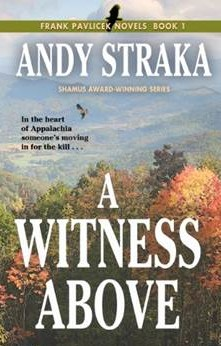 FRANK PAVLICEK NOVELS BOOK 1
ANDY STRAKA
SHAMUS AWARD-WINNING SERIES
In the heart
of Appalachia
someone's moving
in for the kill . . .
A
WITNESS
ABOVE